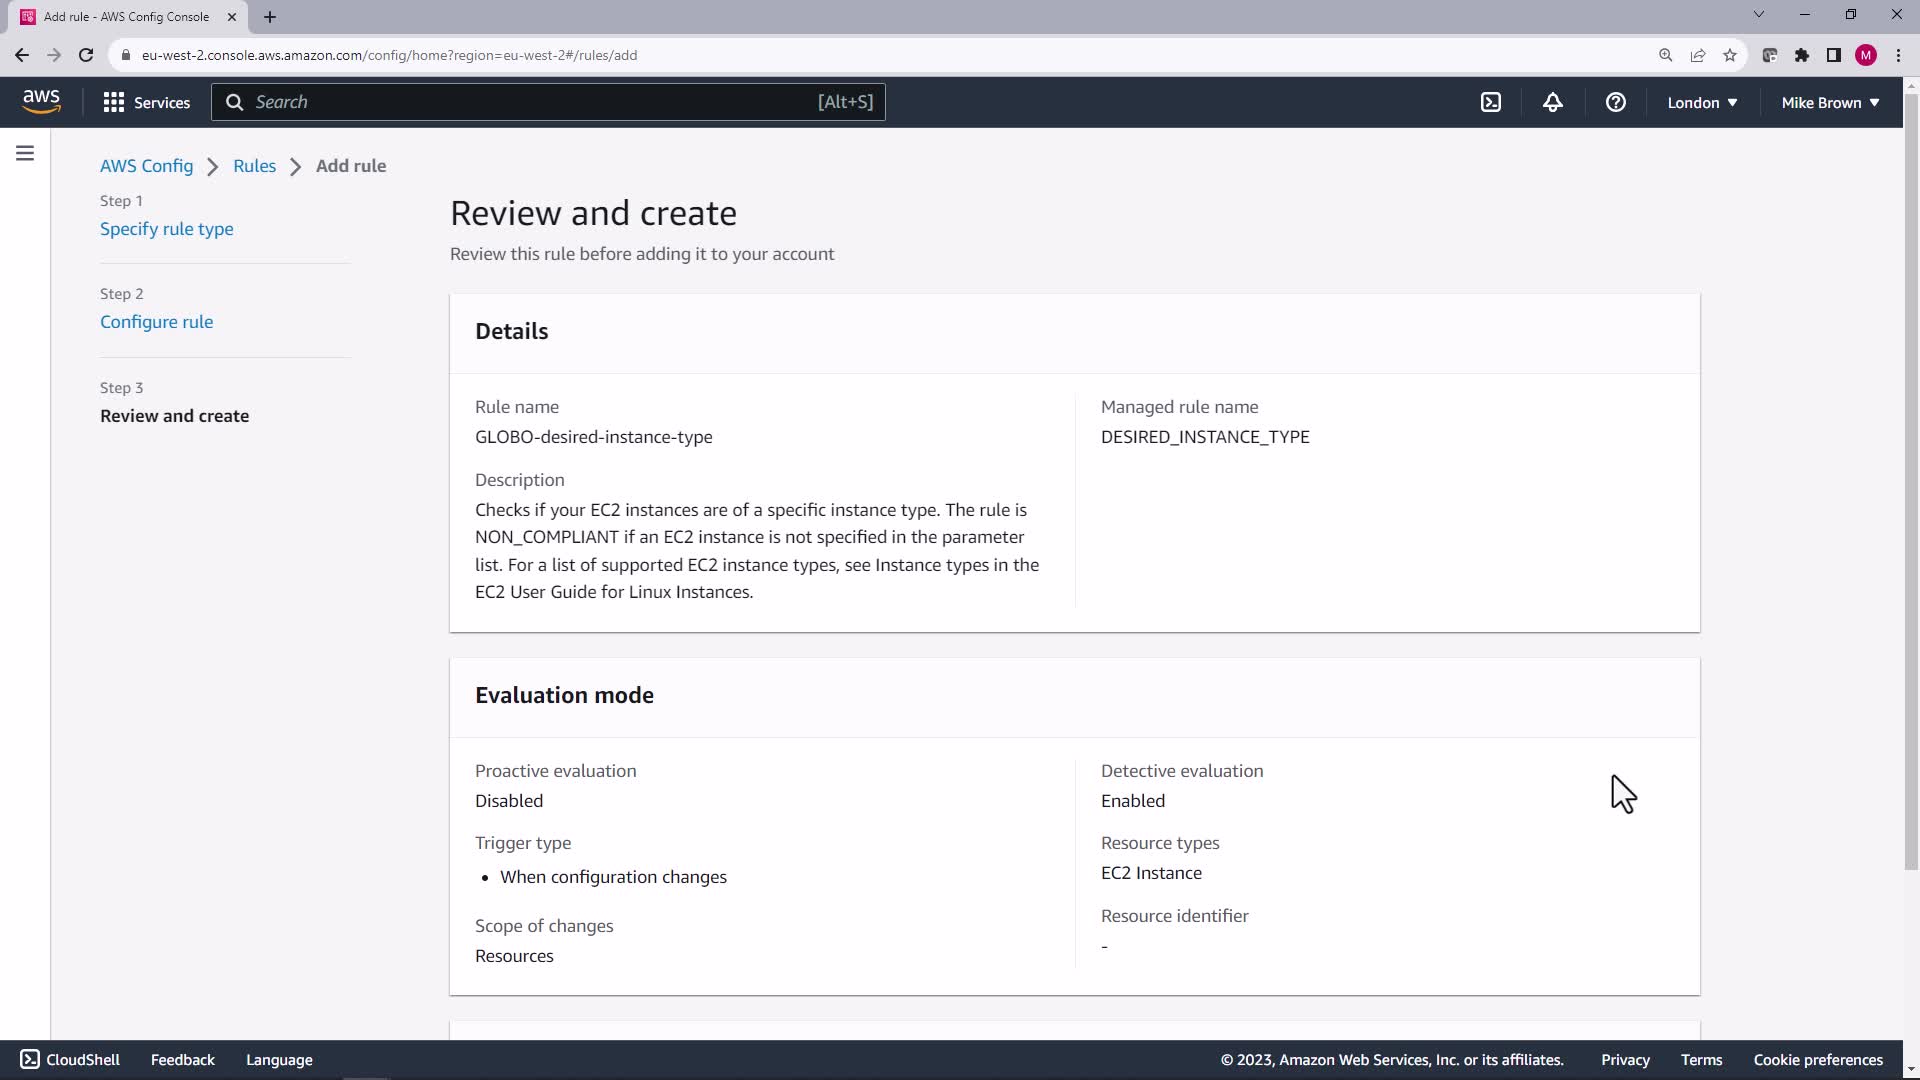 Add rule - AWS Config Console
eu-west-2.console.aws.amazon.com/config/home?region=eu-west-2#/rules/add
M
aws
Services
Search
[Alt+S]
London
Mike Brown
AWS Config
Rules
Add rule
Step 1
Specify rule type
Step 2
Configure rule
Step 3
Review and create
Review and create
Review this rule before adding it to your account
Details
Rule name
GLOBO-desired-instance-type
Description
Checks if your EC2 instances are of a specific instance type. The rule is
NON_COMPLIANT if an EC2 instance is not specified in the parameter
list. For a list of supported EC2 instance types, see Instance types in the
EC2 User Guide for Linux Instances.
Managed rule name
DESIRED_INSTANCE_TYPE
Evaluation mode
Proactive evaluation
Disabled
Trigger type
• When configuration changes
Scope of changes
Resources
Detective evaluation
Enabled
Resource types
EC2 Instance
Resource identifier
-
CloudShell
Feedback
Language
© 2023, Amazon Web Services, Inc. or its affiliates.
Privacy
Terms
Cookie preferences